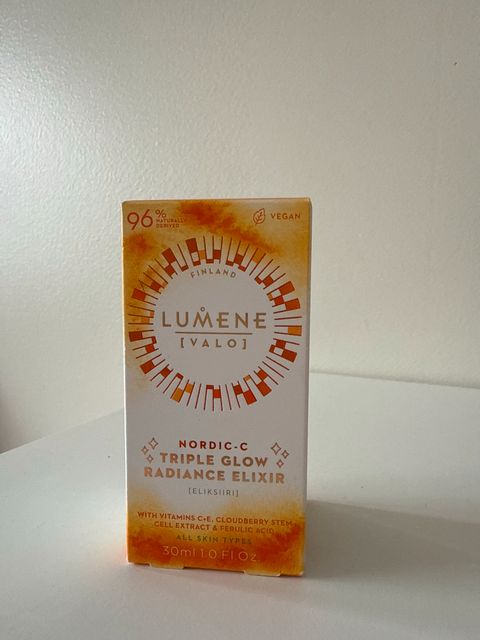 96%
NATURALLY
DERIVED
VEGAN
FINLAND
LUMENE
[VALO]
NORDIC-C
TRIPLE GLOW
RADIANCE ELIXIR
[ELIKSIIRI]
WITH VITAMINS C+E, CLOUDBERRY STEM
CELL EXTRACT & FERULIC ACID
ALL SKIN TYPES
30ml 1.0 Fl.Oz.